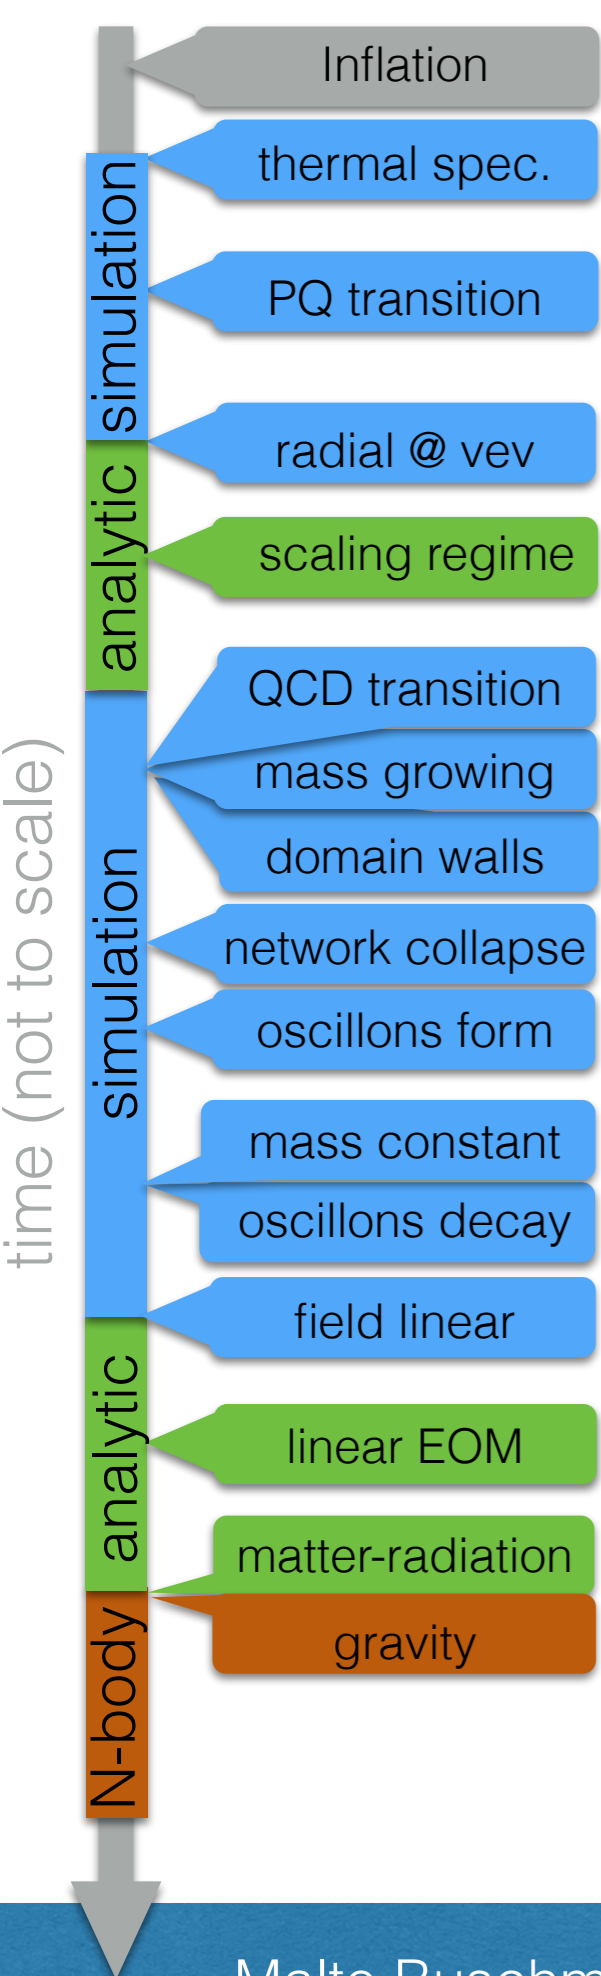 Inflation
thermal spec.
simulation
PQ transition
radial @ vev
analytic
scaling regime
QCD transition
mass growing
domain walls
time (not to scale)
simulation
network collapse
oscillons form
mass constant
oscillons decay
field linear
analytic
linear EOM
matter-radiation
gravity
N-body
Malte